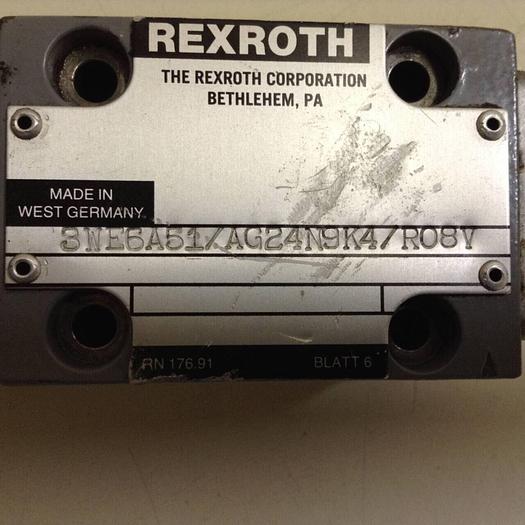 REXROTH
THE REXROTH CORPORATION
BETHLEHEM, PA
MADE IN
WEST GERMANY
3WE6A51/AG24N9K4/R08V
RN 176.91 BLATT 6